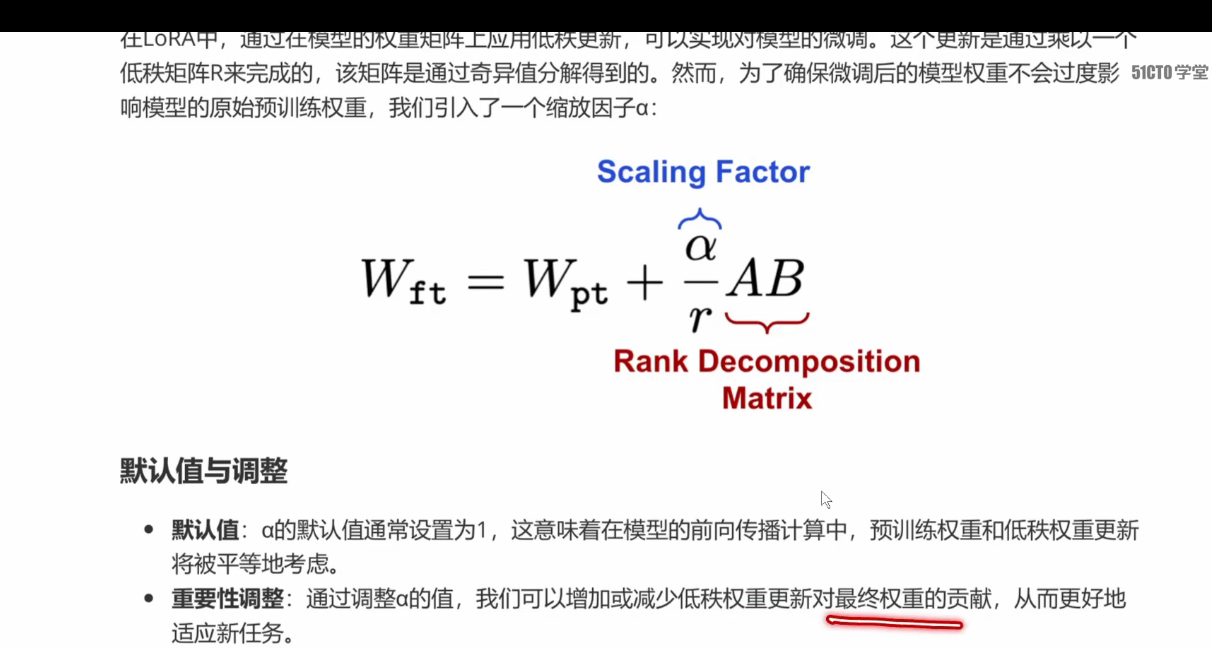 在LoRA中，通过在模型的权重矩阵上应用低秩更新，可以实现对模型的微调。这个更新是通过乘以一个
低秩矩阵R来完成的，该矩阵是通过奇异值分解得到的。然而，为了确保微调后的模型权重不会过度影
51CTO学堂
响模型的原始预训练权重，我们引入了一个缩放因子α：
Scaling Factor
W_ft = W_pt + α/r AB
Rank Decomposition
Matrix
默认值与调整
• 默认值：α的默认值通常设置为1，这意味着在模型的前向传播计算中，预训练权重和低秩权重更新
将被平等地考虑。
• 重要性调整：通过调整α的值，我们可以增加或减少低秩权重更新对最终权重的贡献，从而更好地
适应新任务。